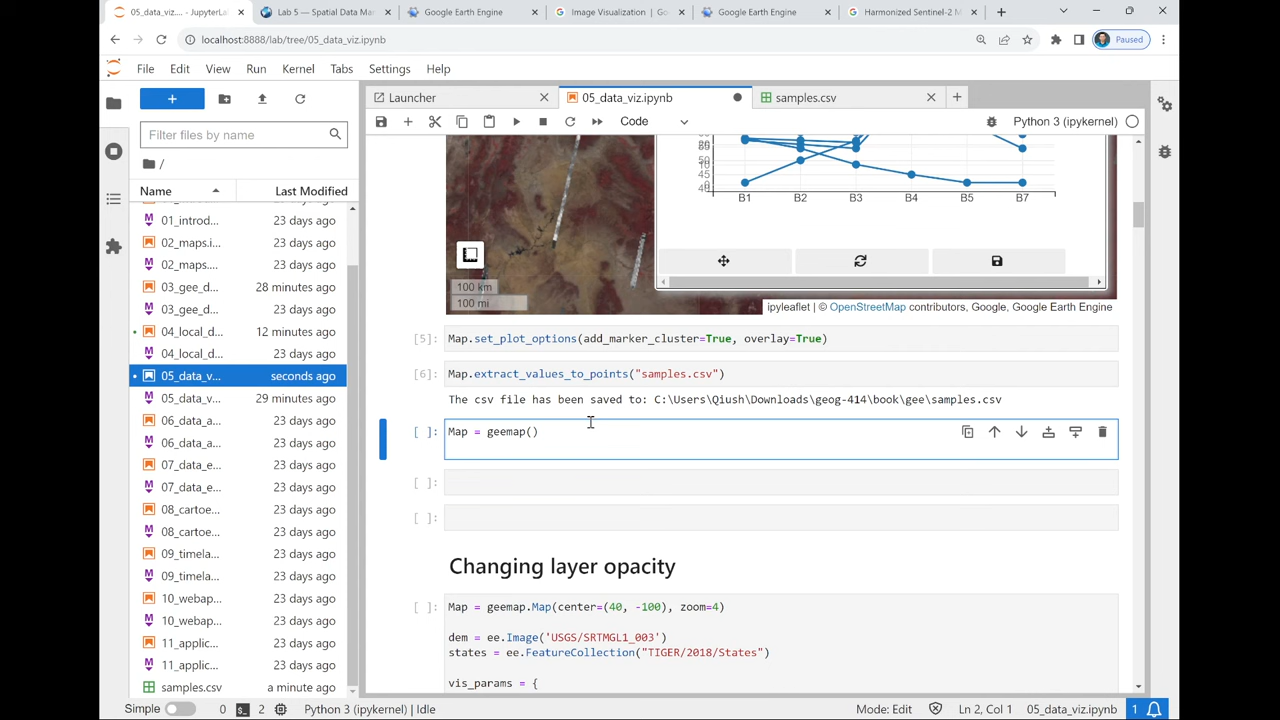 05_data_viz.... - JupyterLab
Lab 5 — Spatial Data Ma
Google Earth Engine
Image Visualization | Go
Google Earth Engine
Harmonized Sentinel-2 M
localhost:8888/lab/tree/05_data_viz.ipynb
Paused
File Edit View Run Kernel Tabs Settings Help
Launcher
05_data_viz.ipynb
samples.csv
Filter files by name
Code
Python 3 (ipykernel)
/
Name Last Modified
01_introd... 23 days ago
02_maps.i... 23 days ago
02_maps.... 23 days ago
03_gee_d... 28 minutes ago
03_gee_d... 23 days ago
04_local_d... 12 minutes ago
04_local_d... 23 days ago
05_data_v... seconds ago
05_data_v... 29 minutes ago
06_data_a... 23 days ago
06_data_a... 23 days ago
07_data_e... 23 days ago
07_data_e... 23 days ago
08_cartoe... 23 days ago
08_cartoe... 23 days ago
09_timela... 23 days ago
09_timela... 23 days ago
10_webap... 23 days ago
10_webap... 23 days ago
11_applic... 23 days ago
11_applic... 23 days ago
samples.csv a minute ago
50
45
B1 B2 B3 B4 B5 B7
100 km
100 mi
ipyleaflet | © OpenStreetMap contributors, Google, Google Earth Engine
[5]: Map.set_plot_options(add_marker_cluster=True, overlay=True)
[6]: Map.extract_values_to_points("samples.csv")
The csv file has been saved to: C:\Users\Qiush\Downloads\geog-414\book\gee\samples.csv
[ ]: Map = geemap()
[ ]:
[ ]:
Changing layer opacity
[ ]: Map = geemap.Map(center=(40, -100), zoom=4)
dem = ee.Image('USGS/SRTMGL1_003')
states = ee.FeatureCollection("TIGER/2018/States")
vis_params = {
Simple 0 2 Python 3 (ipykernel) | Idle
Mode: Edit Ln 2, Col 1 05_data_viz.ipynb 1